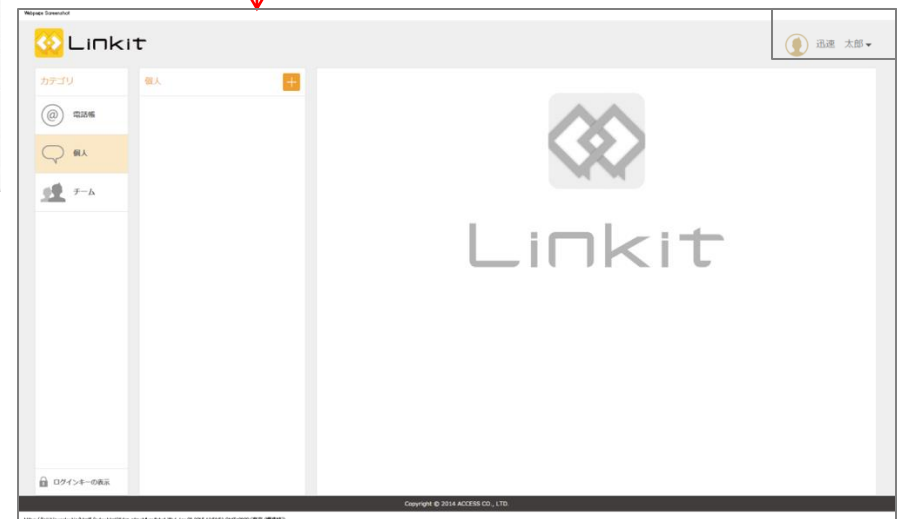 Webpage Screenshot
Linkit
迅速 太郎
カテゴリ
個人
電話帳
個人
チーム
Linkit
ログインキーの表示
Copyright © 2014 ACCESS CO., LTD.